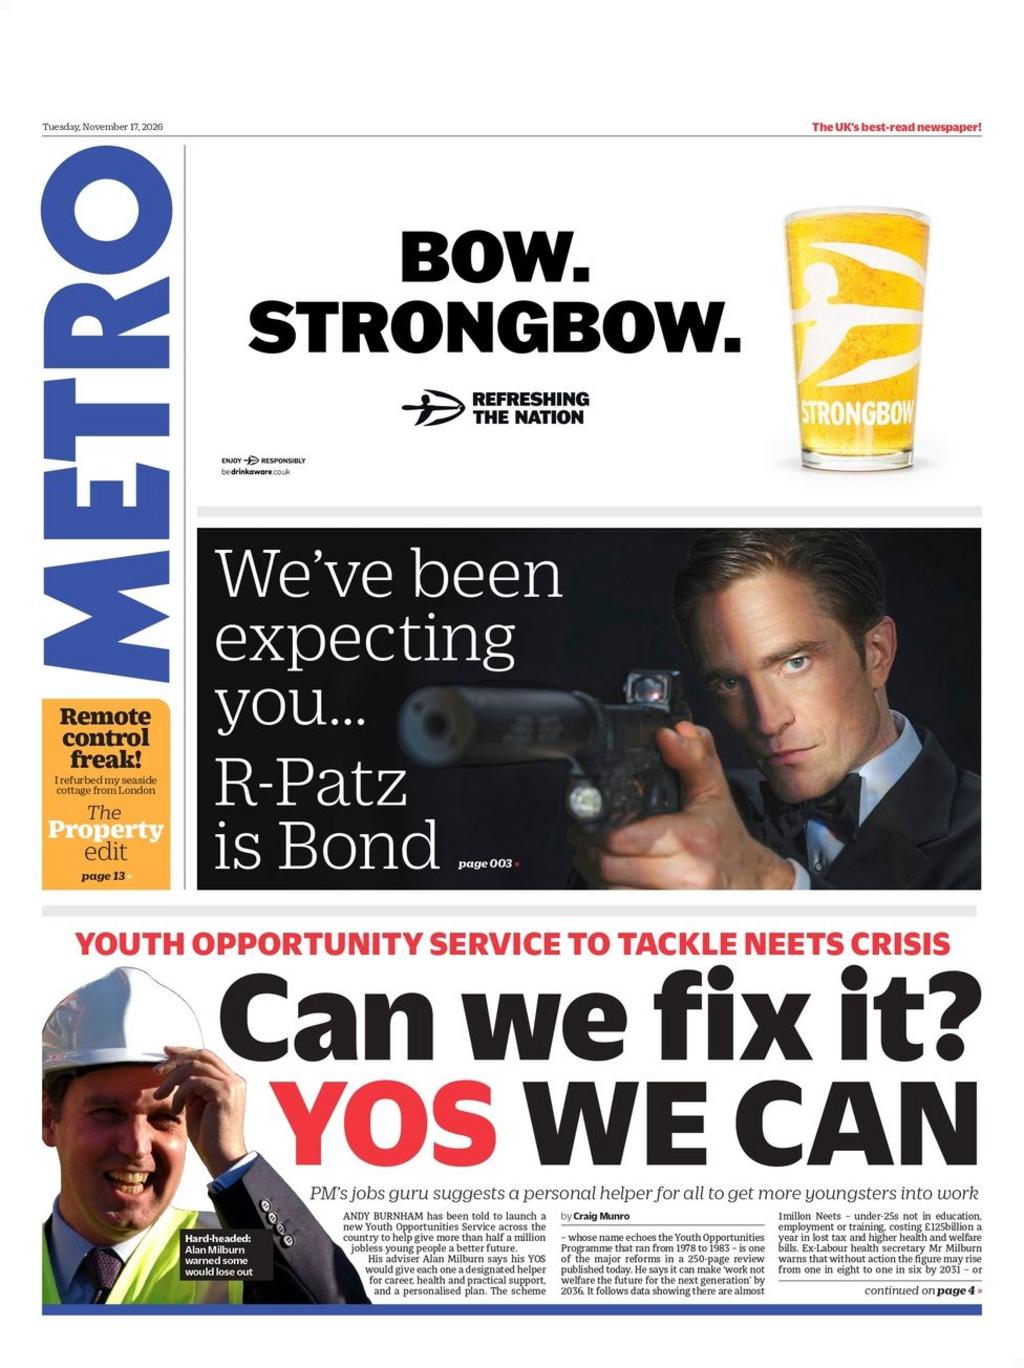 Tuesday, November 17, 2026
The UK's best-read newspaper!
METRO
BOW.
STRONGBOW.
REFRESHING
THE NATION
ENJOY RESPONSIBLY
bedrinkaware.co.uk
STRONGBOW
We've been
expecting
you...
R-Patz
is Bond
page 003 »
Remote
control
freak!
I refurbed my seaside
cottage from London
The
Property
edit
page 13 »
YOUTH OPPORTUNITY SERVICE TO TACKLE NEETS CRISIS
Can we fix it?
YOS WE CAN
PM's jobs guru suggests a personal helper for all to get more youngsters into work
Hard-headed:
Alan Milburn
warned some
would lose out
ANDY BURNHAM has been told to launch a
new Youth Opportunities Service across the
country to help give more than half a million
jobless young people a better future.
His adviser Alan Milburn says his YOS
would give each one a designated helper
for career, health and practical support,
and a personalised plan. The scheme
by Craig Munro
– whose name echoes the Youth Opportunities
Programme that ran from 1978 to 1983 – is one
of the major reforms in a 250-page review
published today. He says it can make 'work not
welfare the future for the next generation' by
2036. It follows data showing there are almost
1millon Neets – under-25s not in education,
employment or training, costing £125billion a
year in lost tax and higher health and welfare
bills. Ex-Labour health secretary Mr Milburn
warns that without action the figure may rise
from one in eight to one in six by 2031 – or
continued on page 4 »